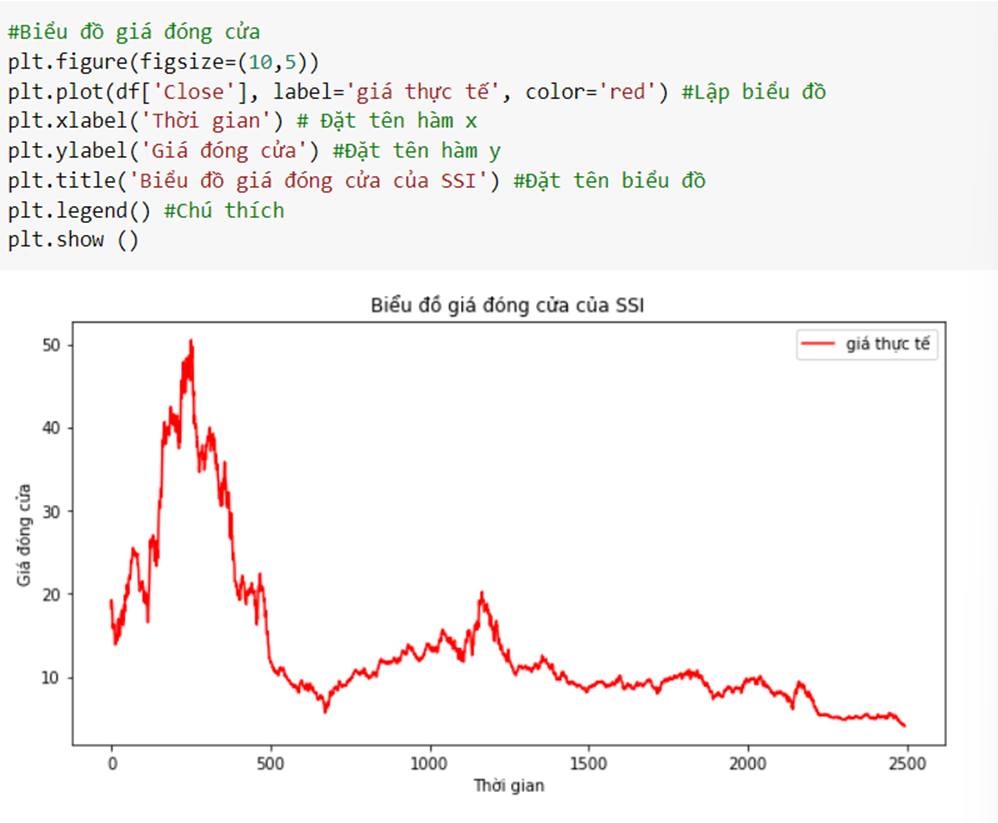 #Biểu đồ giá đóng cửa
plt.figure(figsize=(10,5))
plt.plot(df['Close'], label='giá thực tế', color='red') #Lập biểu đồ
plt.xlabel('Thời gian') # Đặt tên hàm x
plt.ylabel('Giá đóng cửa') #Đặt tên hàm y
plt.title('Biểu đồ giá đóng cửa của SSI') #Đặt tên biểu đồ
plt.legend() #Chú thích
plt.show ()
Biểu đồ giá đóng cửa của SSI
giá thực tế
50
40
30
20
10
Giá đóng cửa
0 500 1000 1500 2000 2500
Thời gian